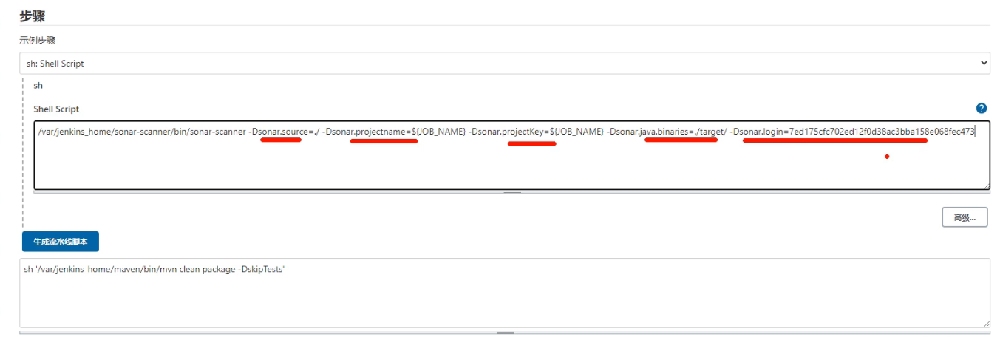 步骤
示例步骤
sh: Shell Script
sh
Shell Script
?
/var/jenkins_home/sonar-scanner/bin/sonar-scanner -Dsonar.source=./ -Dsonar.projectname=${JOB_NAME} -Dsonar.projectKey=${JOB_NAME} -Dsonar.java.binaries=./target/ -Dsonar.login=7ed175cfc702ed12f0d38ac3bba158e068fec473
高级...
生成流水线脚本
sh '/var/jenkins_home/maven/bin/mvn clean package -DskipTests'